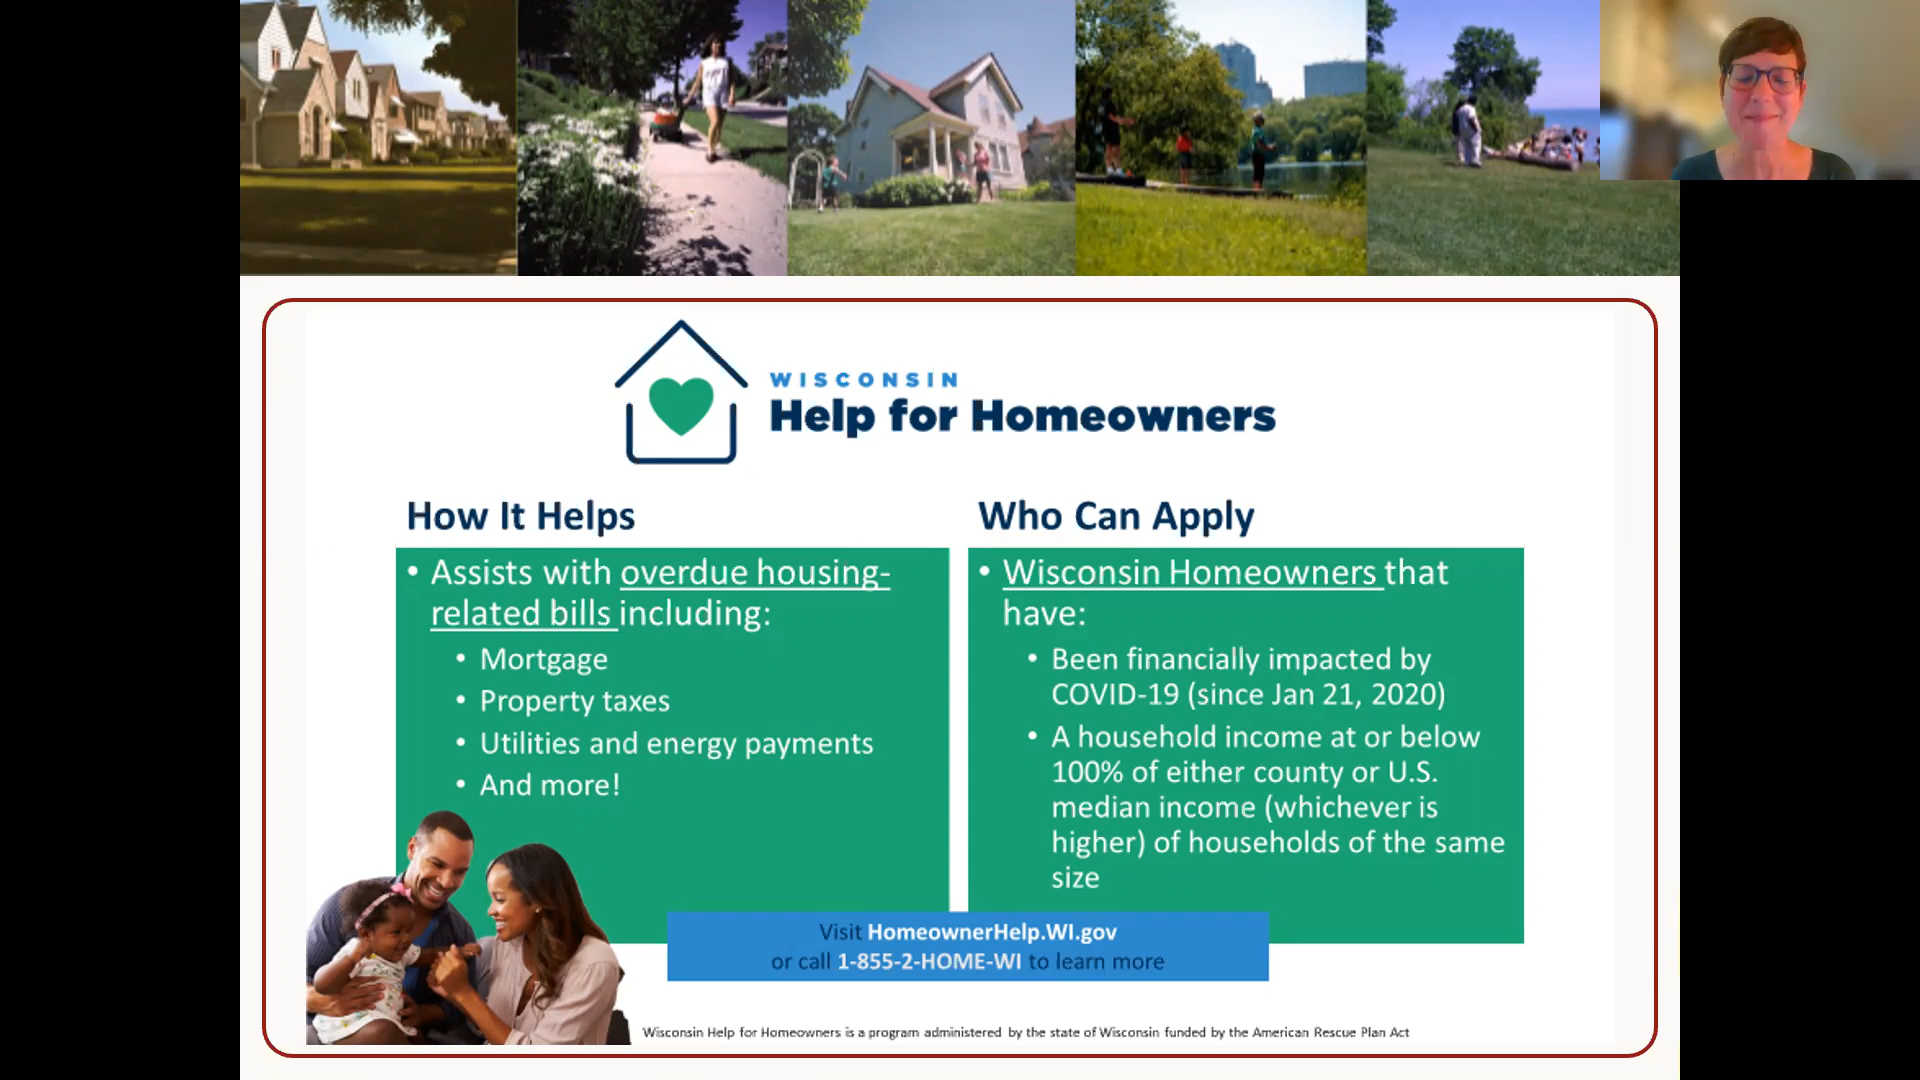 WISCONSIN
Help for Homeowners
How It Helps
• Assists with overdue housing-
related bills including:
• Mortgage
• Property taxes
• Utilities and energy payments
• And more!
Who Can Apply
• Wisconsin Homeowners that
have:
• Been financially impacted by
COVID-19 (since Jan 21, 2020)
• A household income at or below
100% of either county or U.S.
median income (whichever is
higher) of households of the same
size
Visit HomeownerHelp.WI.gov
or call 1-855-2-HOME-WI to learn more
Wisconsin Help for Homeowners is a program administered by the state of Wisconsin funded by the American Rescue Plan Act